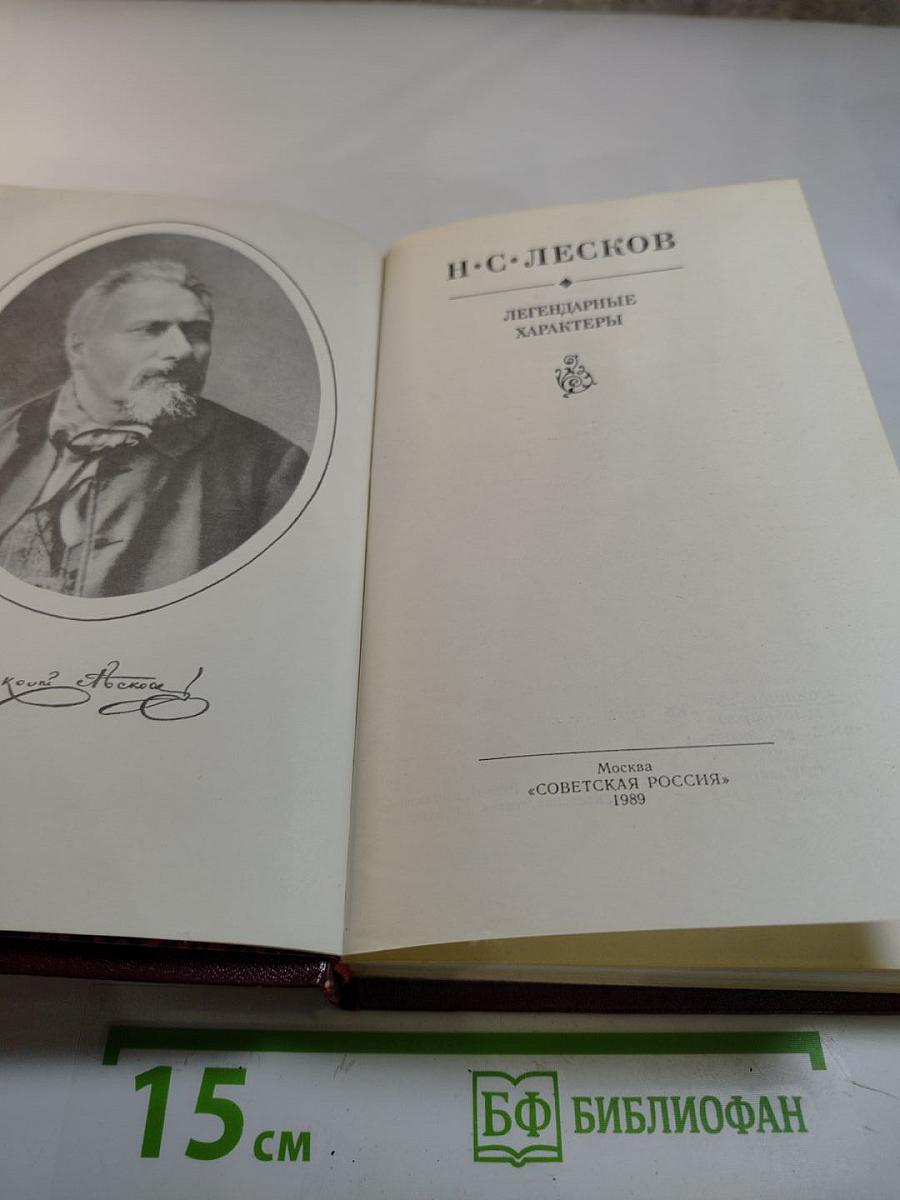 Н·С·ЛЕСКОВ
ЛЕГЕНДАРНЫЕ
ХАРАКТЕРЫ
Москва
«СОВЕТСКАЯ РОССИЯ»
1989
15 см
БФ БИБЛИОФАН